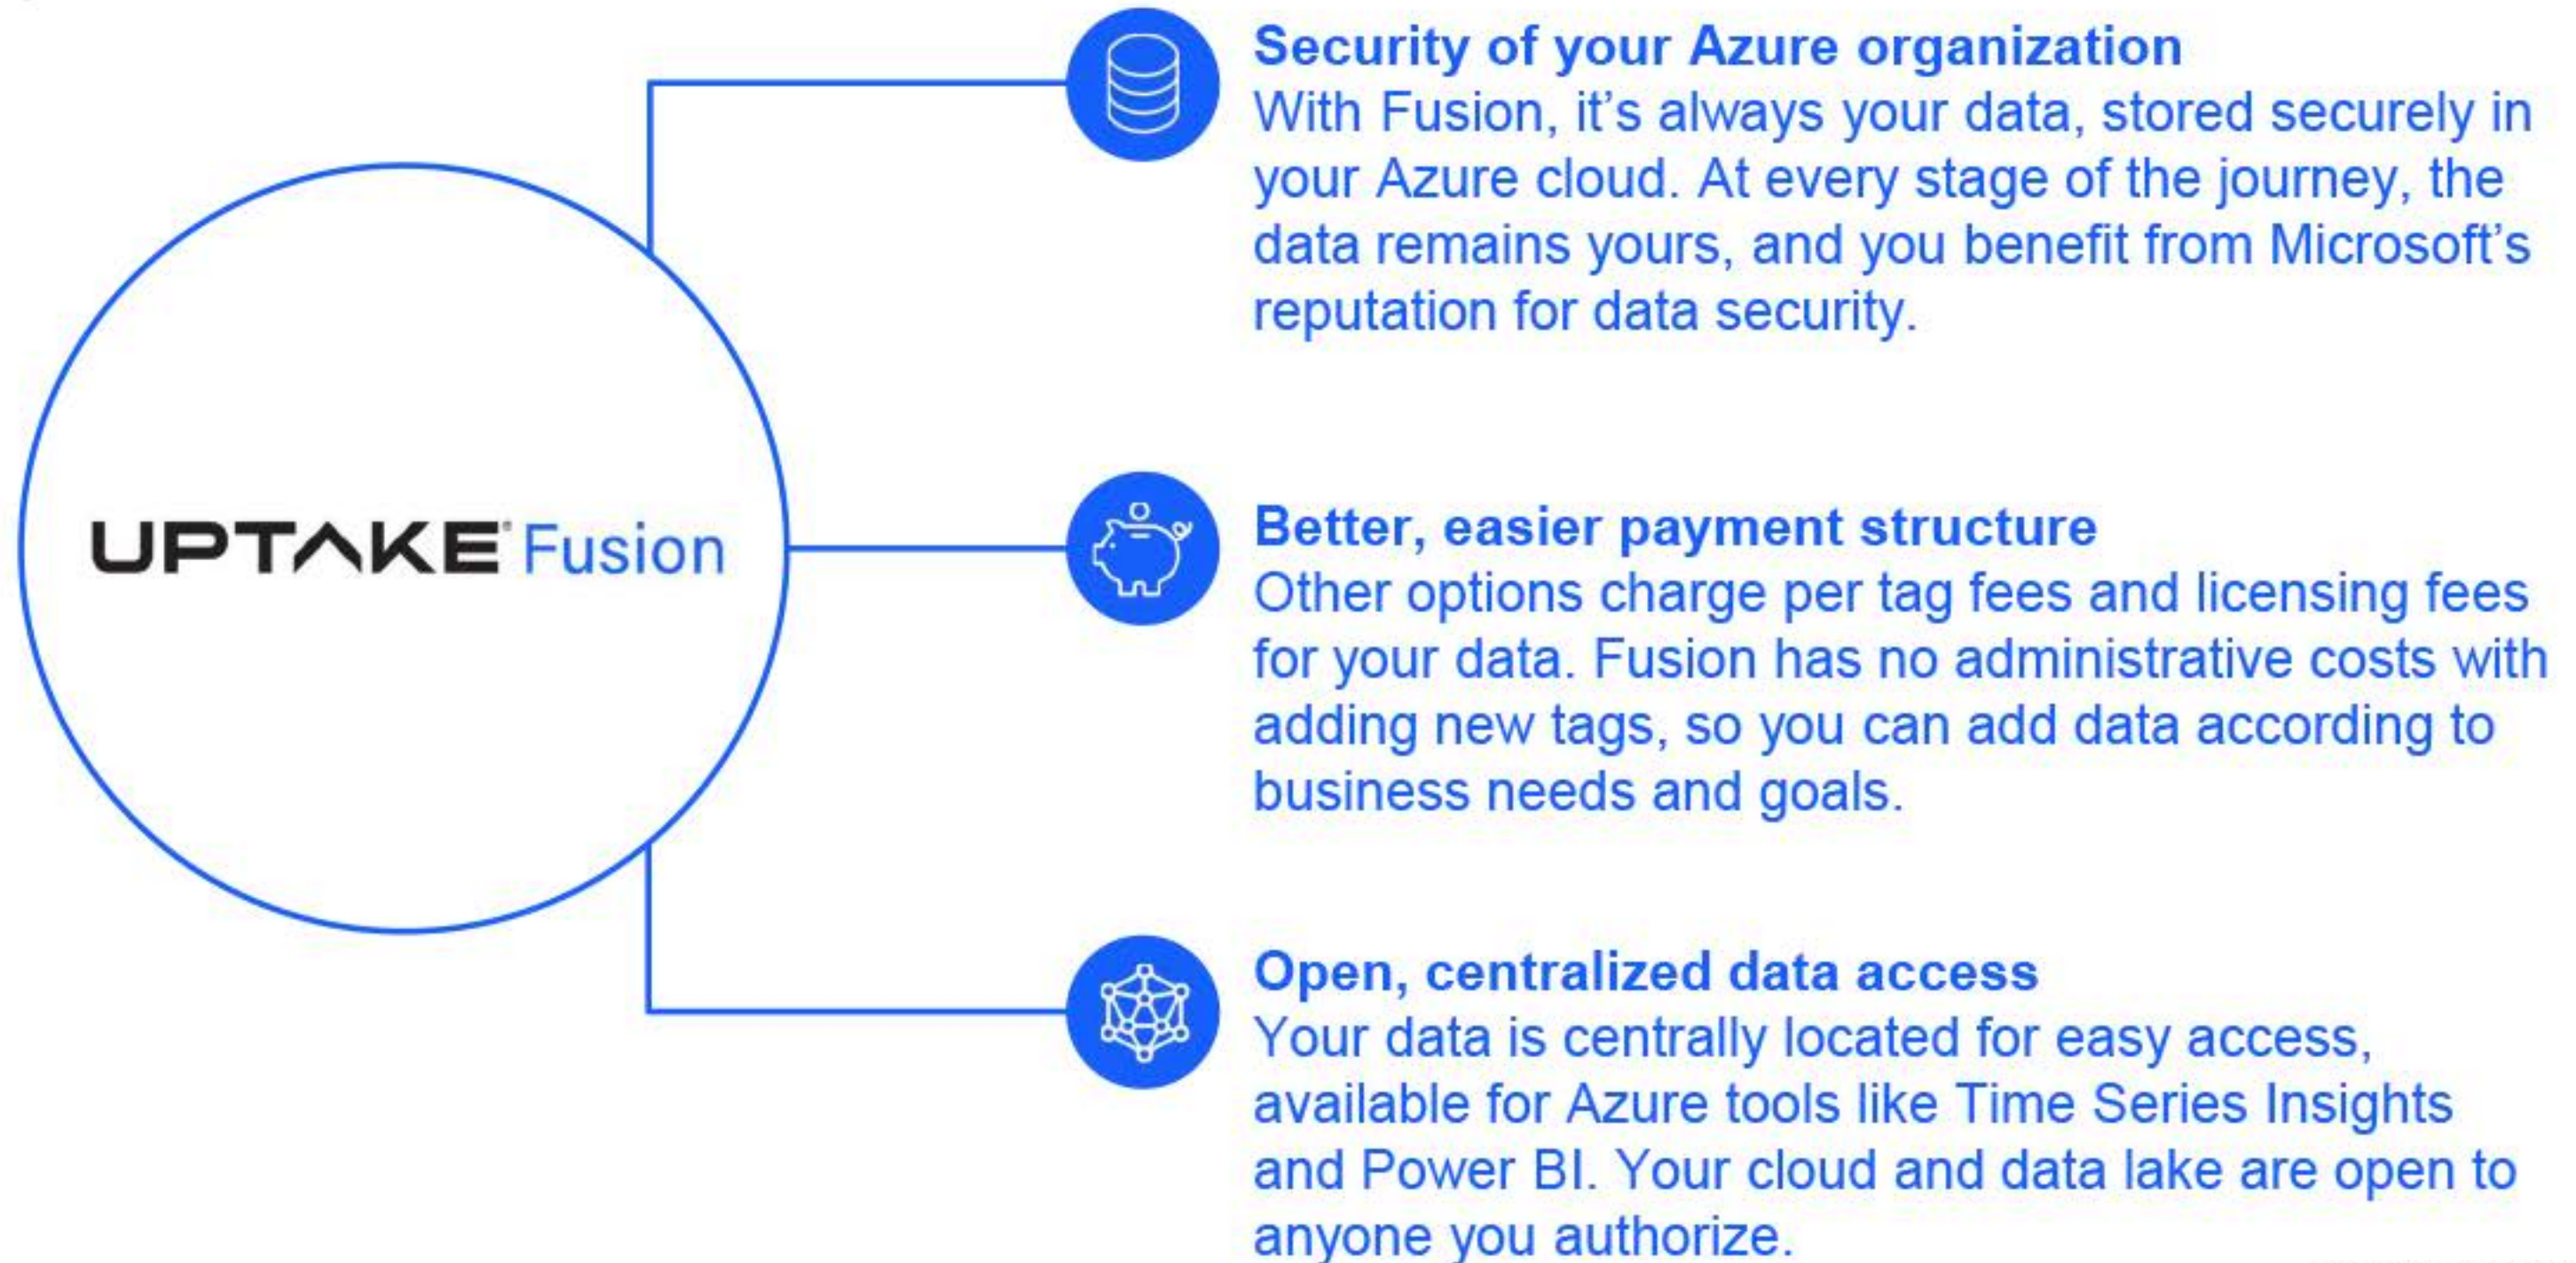 Security of your Azure organization
With Fusion, it's always your data, stored securely in
your Azure cloud. At every stage of the journey, the
data remains yours, and you benefit from Microsoft's
reputation for data security.
UPTAKE® Fusion
Better, easier payment structure
Other options charge per tag fees and licensing fees
for your data. Fusion has no administrative costs with
adding new tags, so you can add data according to
business needs and goals.
Open, centralized data access
Your data is centrally located for easy access,
available for Azure tools like Time Series Insights
and Power BI. Your cloud and data lake are open to
anyone you authorize.